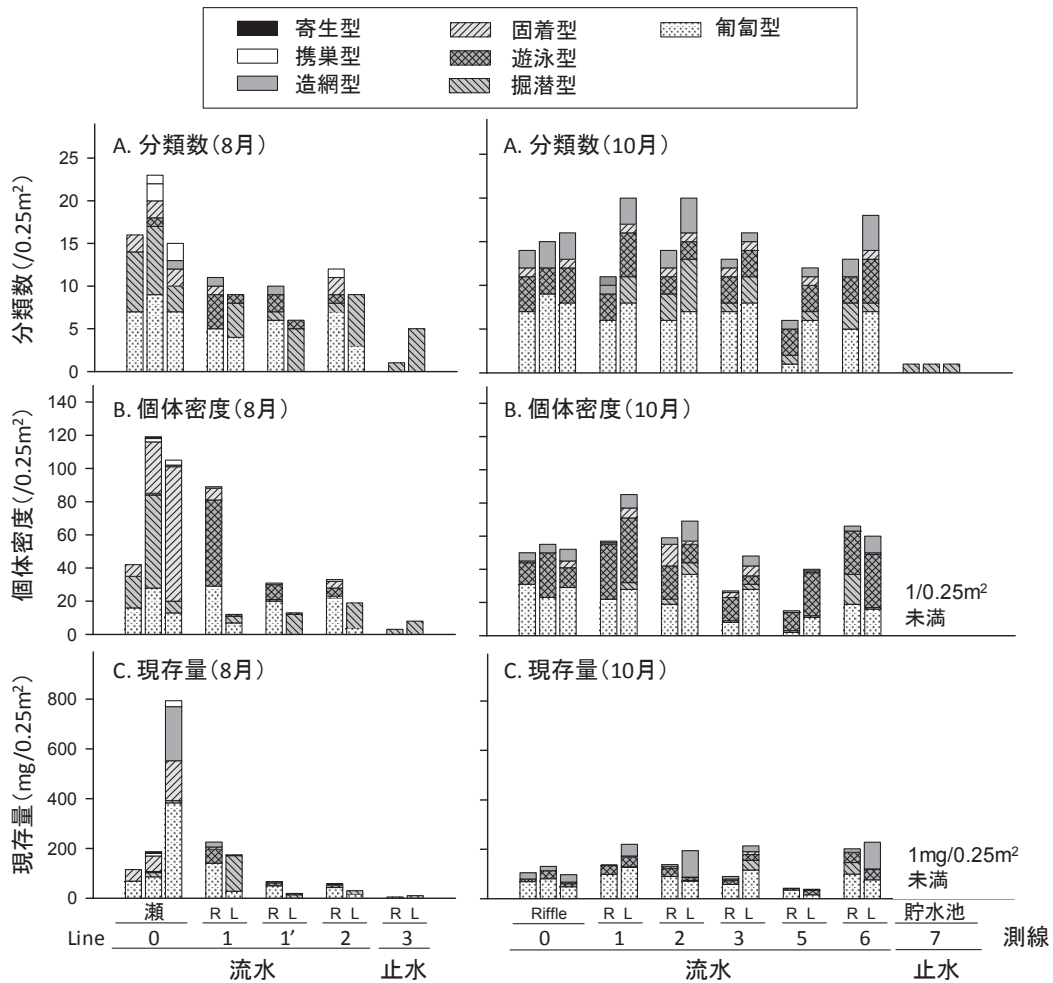 寄生型 固着型 匍匐型
携巣型 遊泳型
造網型 掘潜型
A. 分類数(8月)
分類数(/0.25m²)
25
20
15
10
5
0
A. 分類数(10月)
B. 個体密度(8月)
個体密度(/0.25m²)
140
120
100
80
60
40
20
0
B. 個体密度(10月)
1/0.25m²
未満
C. 現存量(8月)
現存量(mg/0.25m²)
800
600
400
200
0
C. 現存量(10月)
1mg/0.25m²
未満
瀬 R L R L R L R L
Line 0 1 1’ 2 3
流水 止水
Riffle R L R L R L R L R L 貯水池
0 1 2 3 5 6 7 測線
流水 止水